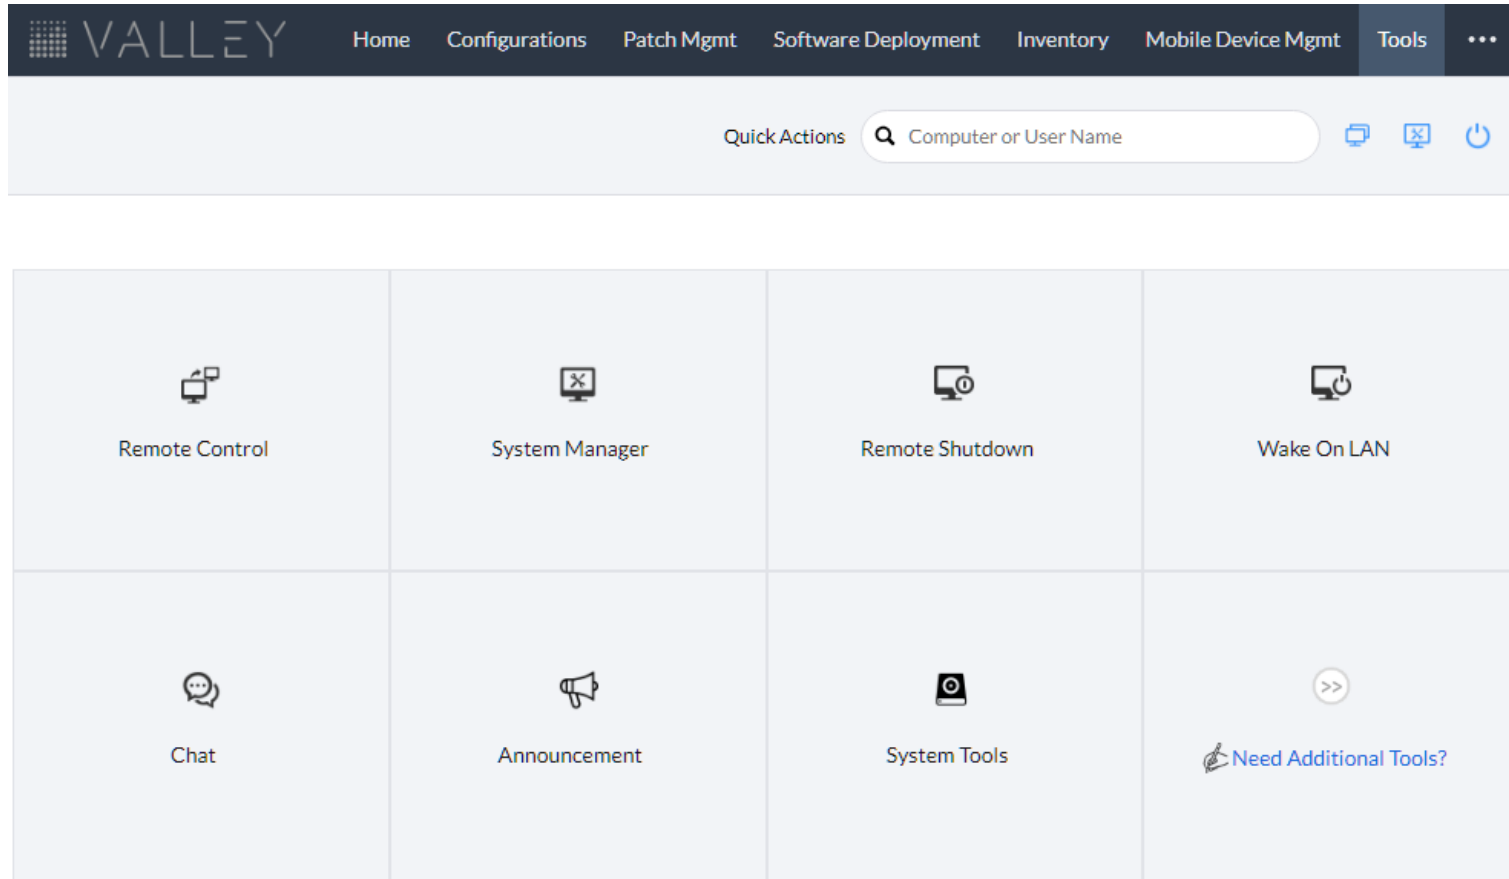 VALLEY Home Configurations Patch Mgmt Software Deployment Inventory Mobile Device Mgmt Tools •••
Quick Actions Computer or User Name
Remote Control System Manager Remote Shutdown Wake On LAN
>>
Chat Announcement System Tools Need Additional Tools?